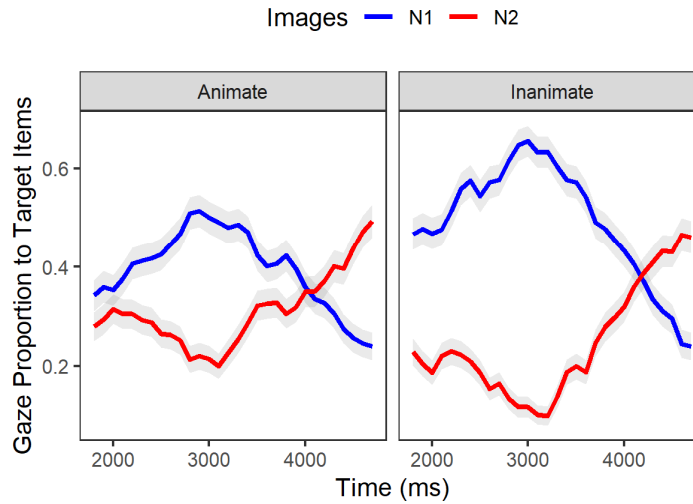 Images N1 N2
Animate Inanimate
Gaze Proportion to Target Items
0.6
0.4
0.2
2000 3000 4000 2000 3000 4000
Time (ms)